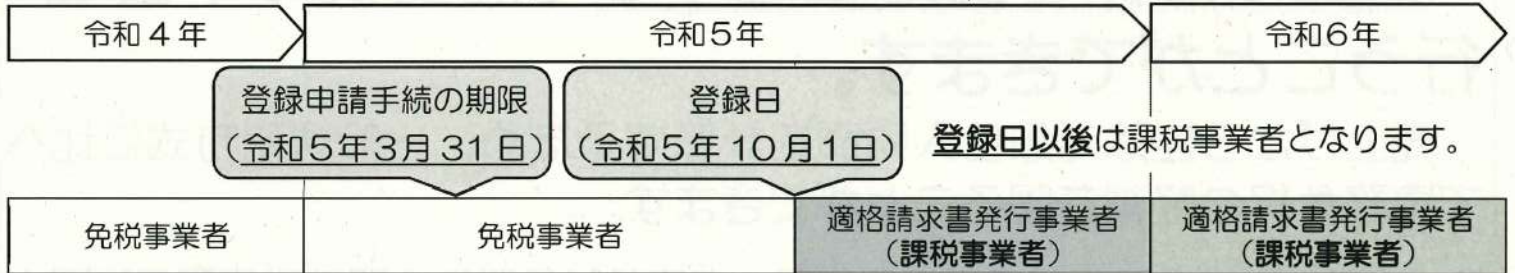 令和4年
令和5年
令和6年
登録申請手続の期限
(令和5年3月31日)
登録日
(令和5年10月1日)
登録日以後は課税事業者となります。
免税事業者
免税事業者
適格請求書発行事業者
(課税事業者)
適格請求書発行事業者
(課税事業者)